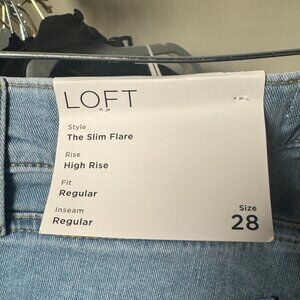 LOFT
Style
The Slim Flare
Rise
High Rise
Fit
Regular
Inseam
Regular
Size
28